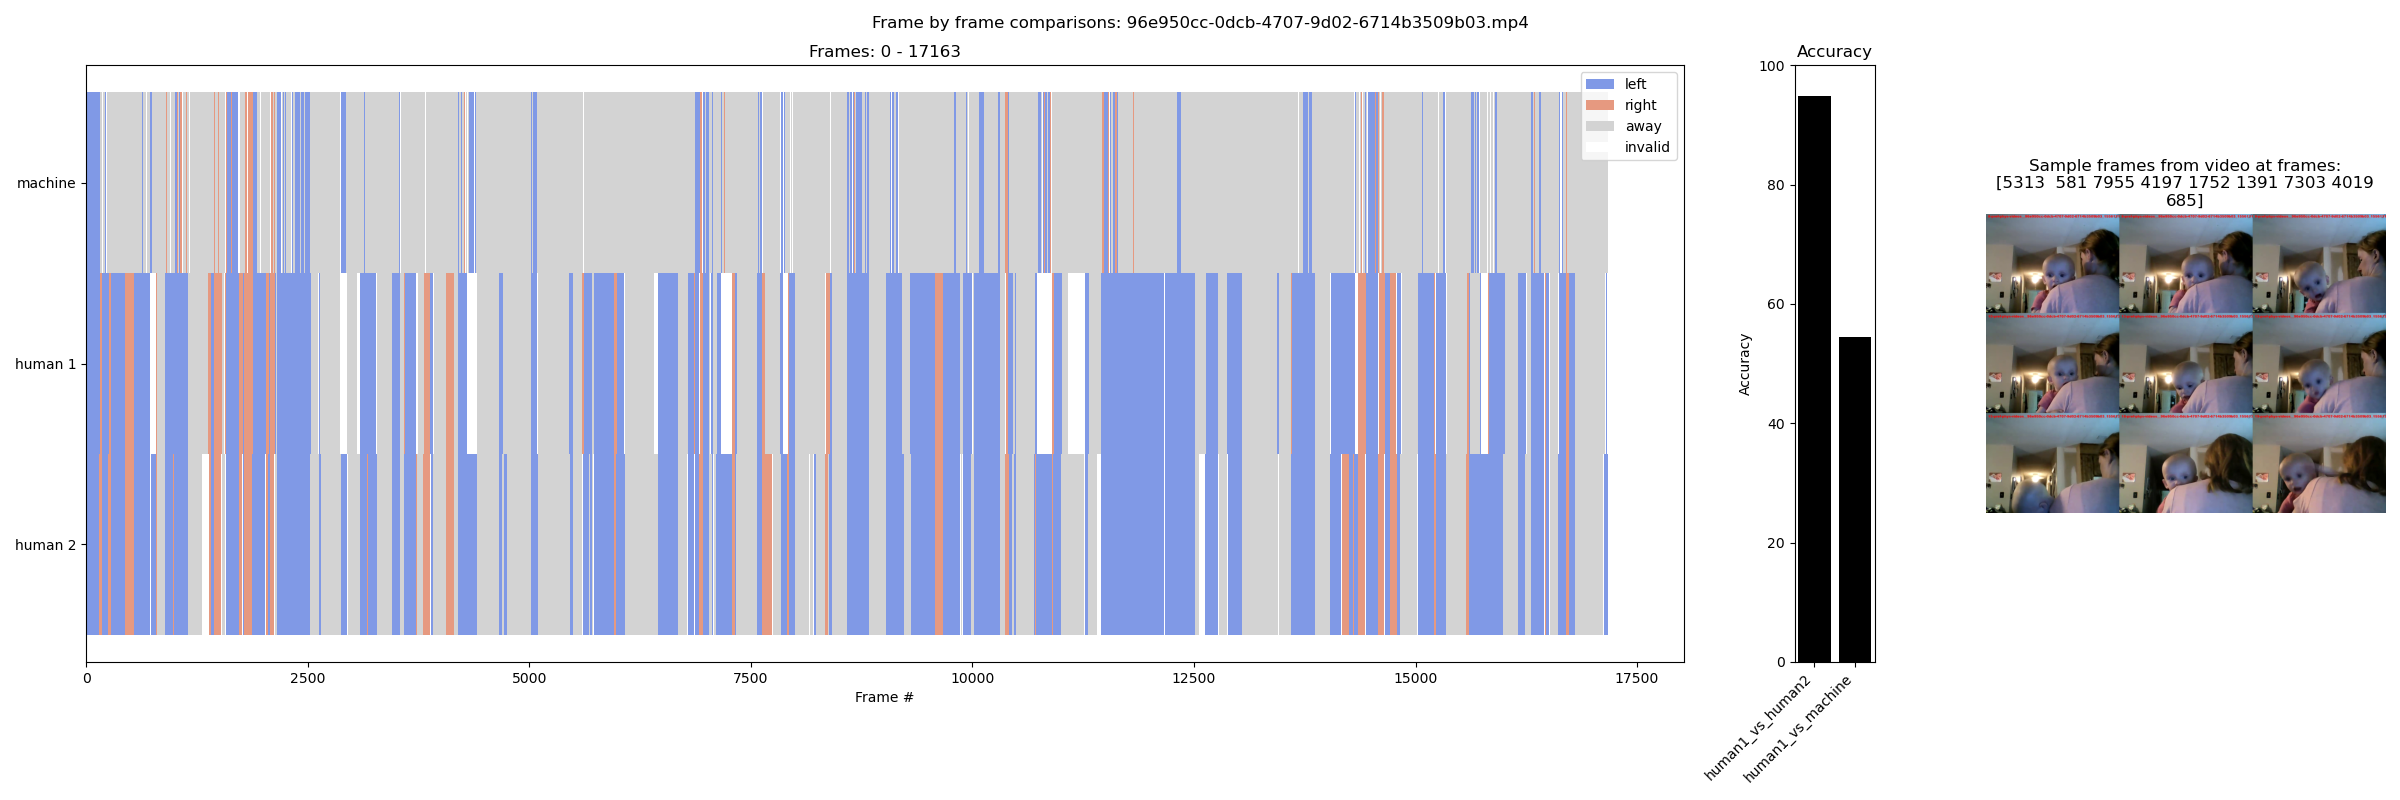 Frame by frame comparisons: 96e950cc-0dcb-4707-9d02-6714b3509b03.mp4
Frames: 0 - 17163
left
right
away
invalid
machine
human 1
human 2
0
2500
5000
7500
10000
12500
15000
17500
Frame #
Accuracy
100
80
60
40
20
0
Accuracy
human1_vs_human2
human1_vs_machine
Sample frames from video at frames:
[5313 581 7955 4197 1752 1391 7303 4019
685]